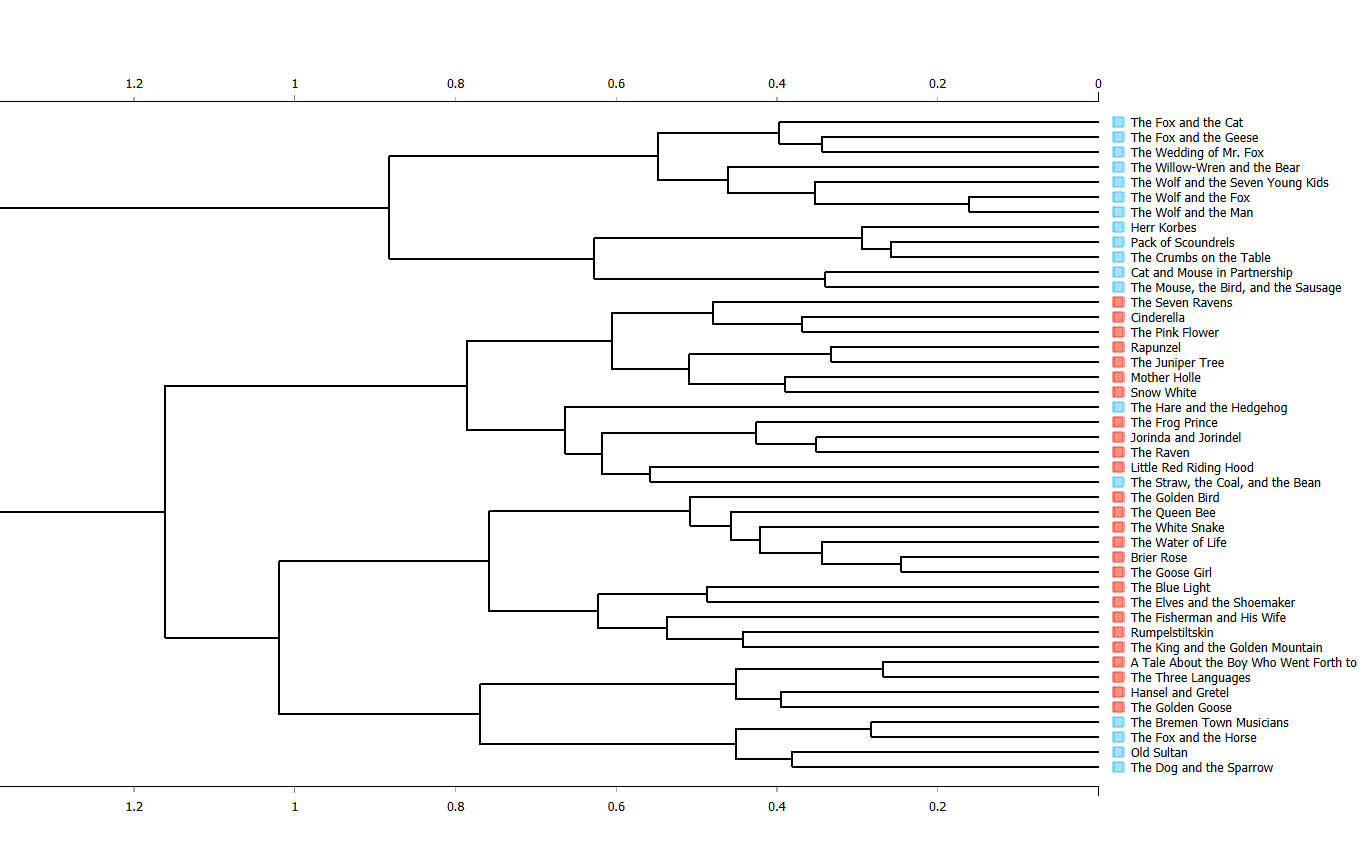 1.2 1 0.8 0.6 0.4 0.2 0
The Fox and the Cat
The Fox and the Geese
The Wedding of Mr. Fox
The Willow-Wren and the Bear
The Wolf and the Seven Young Kids
The Wolf and the Fox
The Wolf and the Man
Herr Korbes
Pack of Scoundrels
The Crumbs on the Table
Cat and Mouse in Partnership
The Mouse, the Bird, and the Sausage
The Seven Ravens
Cinderella
The Pink Flower
Rapunzel
The Juniper Tree
Mother Holle
Snow White
The Hare and the Hedgehog
The Frog Prince
Jorinda and Jorindel
The Raven
Little Red Riding Hood
The Straw, the Coal, and the Bean
The Golden Bird
The Queen Bee
The White Snake
The Water of Life
Brier Rose
The Goose Girl
The Blue Light
The Elves and the Shoemaker
The Fisherman and His Wife
Rumpelstiltskin
The King and the Golden Mountain
A Tale About the Boy Who Went Forth to
The Three Languages
Hansel and Gretel
The Golden Goose
The Bremen Town Musicians
The Fox and the Horse
Old Sultan
The Dog and the Sparrow
1.2 1 0.8 0.6 0.4 0.2 0